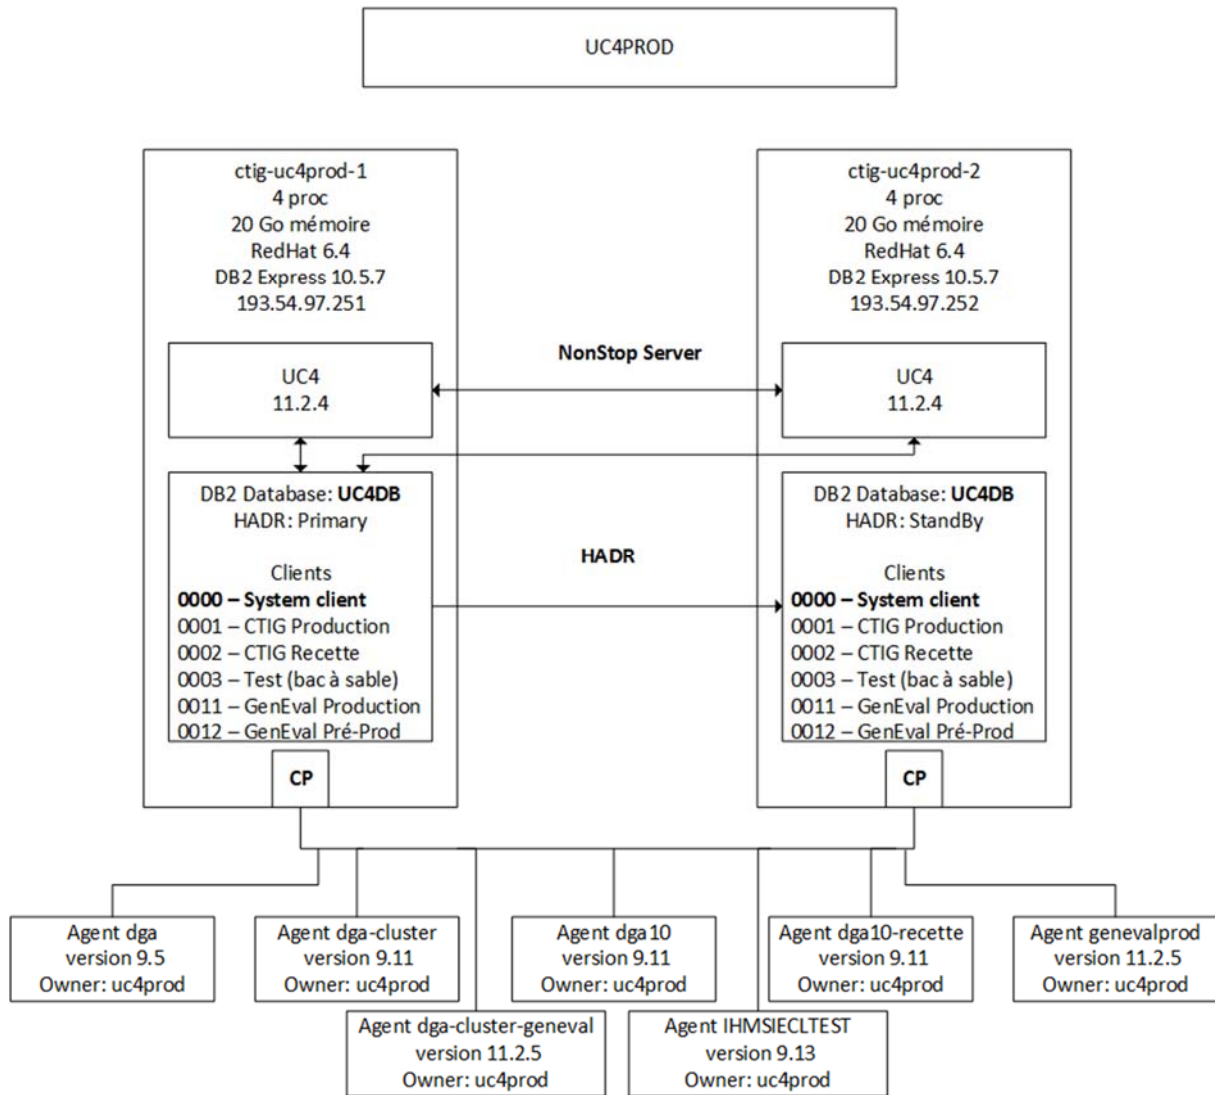 UC4PROD
ctig-uc4prod-1
4 proc
20 Go mémoire
RedHat 6.4
DB2 Express 10.5.7
193.54.97.251
ctig-uc4prod-2
4 proc
20 Go mémoire
RedHat 6.4
DB2 Express 10.5.7
193.54.97.252
NonStop Server
UC4
11.2.4
UC4
11.2.4
DB2 Database: UC4DB
HADR: Primary
Clients
0000 – System client
0001 – CTIG Production
0002 – CTIG Recette
0003 – Test (bac à sable)
0011 – GenEval Production
0012 – GenEval Pré-Prod
HADR
DB2 Database: UC4DB
HADR: StandBy
Clients
0000 – System client
0001 – CTIG Production
0002 – CTIG Recette
0003 – Test (bac à sable)
0011 – GenEval Production
0012 – GenEval Pré-Prod
CP
CP
Agent dga
version 9.5
Owner: uc4prod
Agent dga-cluster
version 9.11
Owner: uc4prod
Agent dga10
version 9.11
Owner: uc4prod
Agent dga10-recette
version 9.11
Owner: uc4prod
Agent genevalprod
version 11.2.5
Owner: uc4prod
Agent dga-cluster-geneval
version 11.2.5
Owner: uc4prod
Agent IHMSIECLTEST
version 9.13
Owner: uc4prod